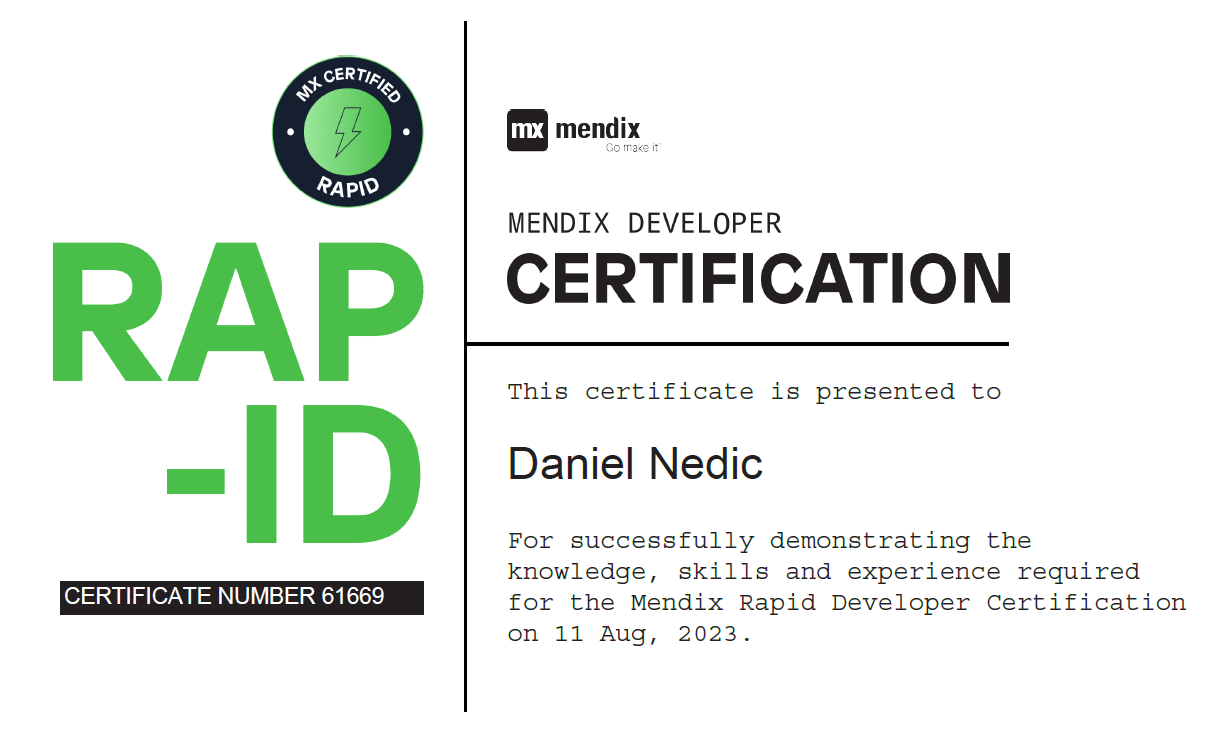 MX CERTIFIED
RAPID
RAP
-ID
CERTIFICATE NUMBER 61669
mx mendix
Go make it
MENDIX DEVELOPER
CERTIFICATION
This certificate is presented to
Daniel Nedic
For successfully demonstrating the
knowledge, skills and experience required
for the Mendix Rapid Developer Certification
on 11 Aug, 2023.